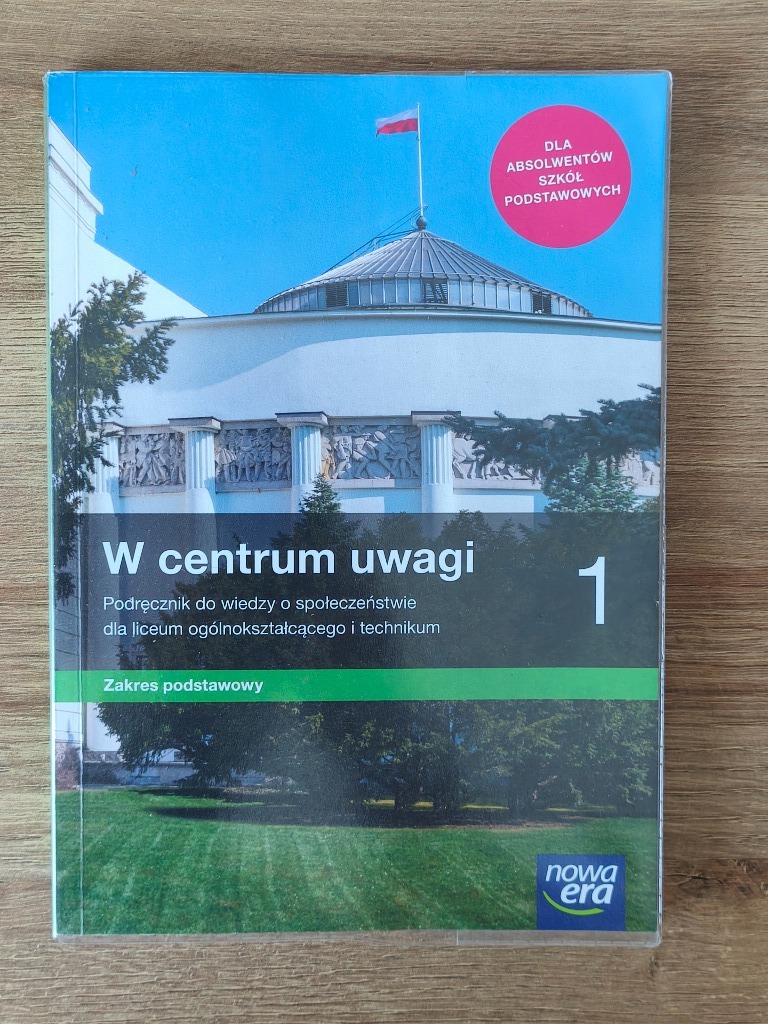 DLA
ABSOLWENTÓW
SZKÓŁ
PODSTAWOWYCH
W centrum uwagi
1
Podręcznik do wiedzy o społeczeństwie
dla liceum ogólnokształcącego i technikum
Zakres podstawowy
nowa
era